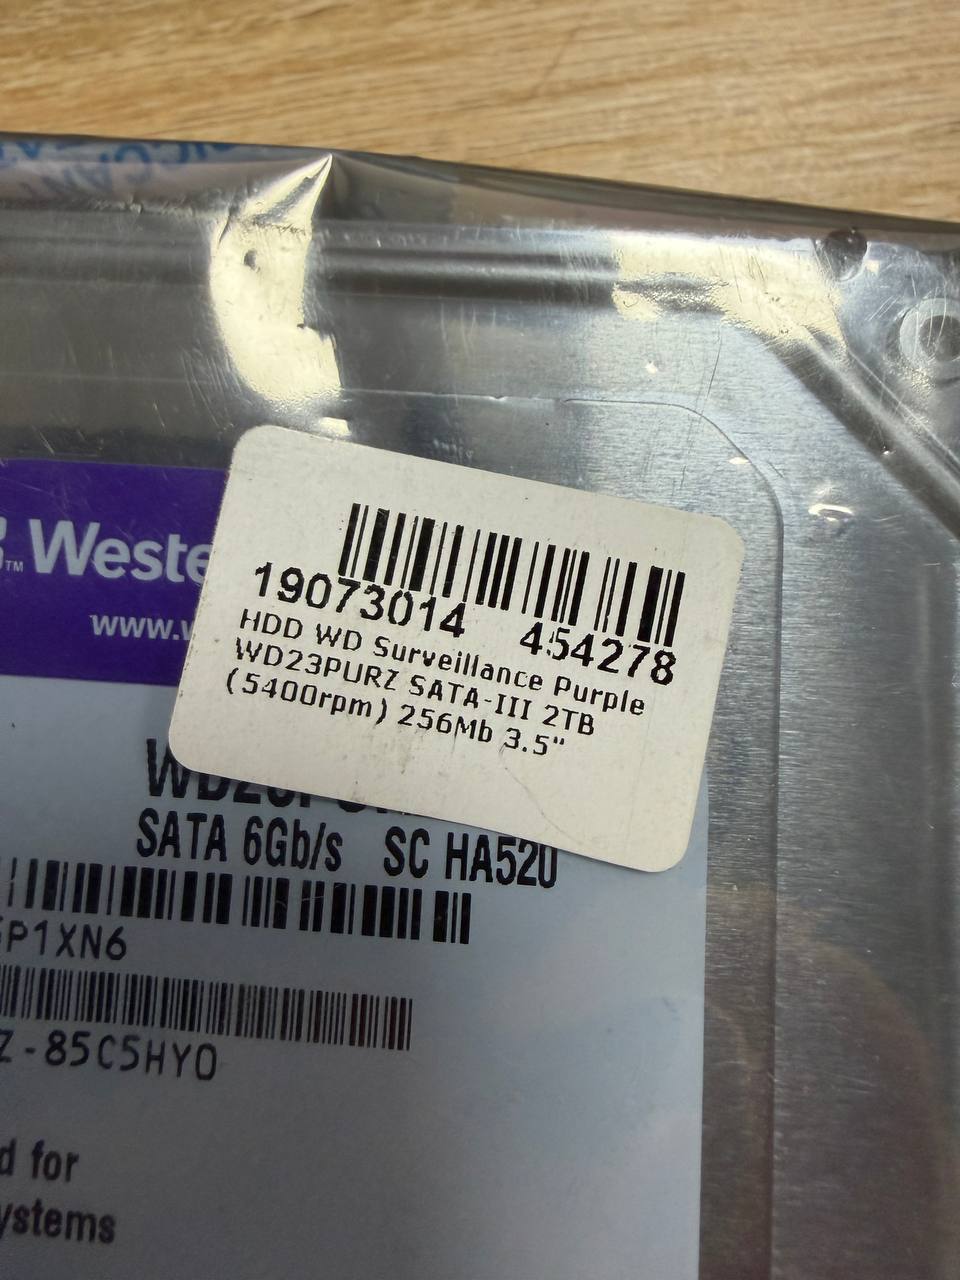 Weste
www.
19073014 454278
HDD WD Surveillance Purple
WD23PURZ SATA-III 2TB
(5400rpm) 256Mb 3.5"
SATA 6Gb/s SC HA520
P1XN6
Z-85C5HY0
d for
ystems